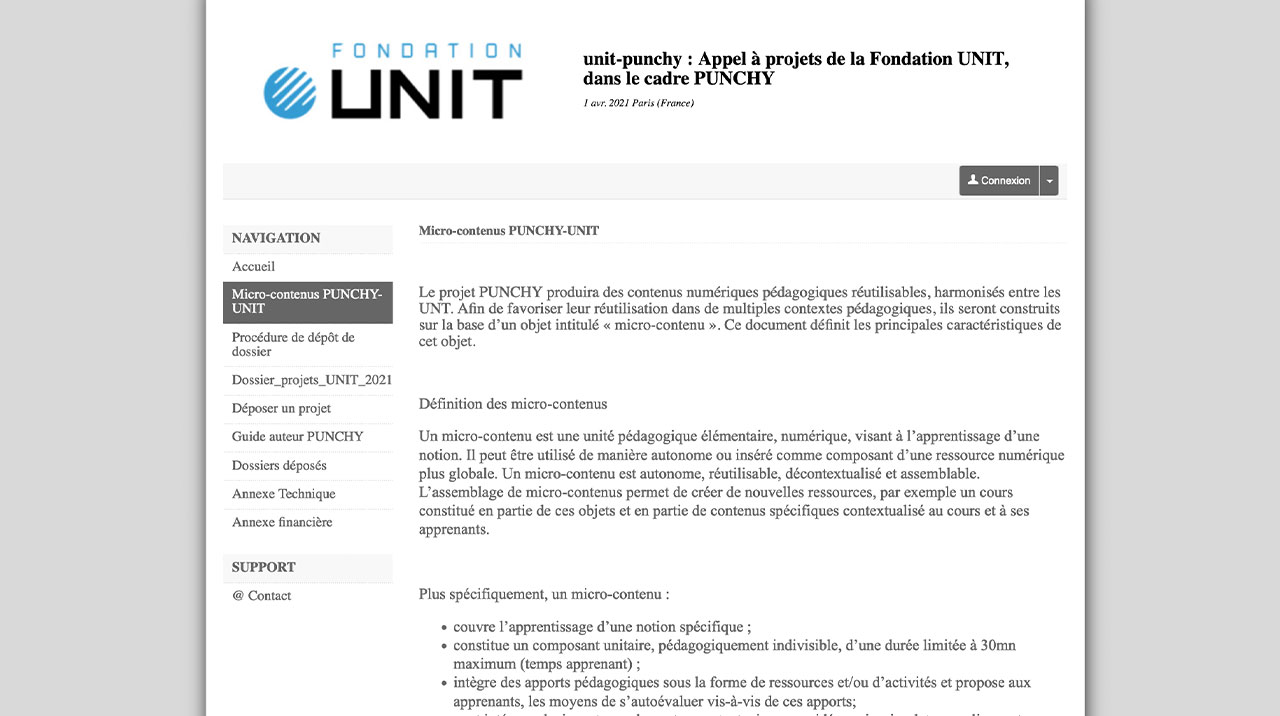 FONDATION
UNIT
unit-punchy : Appel à projets de la Fondation UNIT,
dans le cadre PUNCHY
1 avr. 2021 Paris (France)
Connexion
NAVIGATION
Accueil
Micro-contenus PUNCHY-
UNIT
Procédure de dépôt de
dossier
Dossier_projets_UNIT_2021
Déposer un projet
Guide auteur PUNCHY
Dossiers déposés
Annexe Technique
Annexe financière
SUPPORT
@ Contact
Micro-contenus PUNCHY-UNIT
Le projet PUNCHY produira des contenus numériques pédagogiques réutilisables, harmonisés entre les
UNT. Afin de favoriser leur réutilisation dans de multiples contextes pédagogiques, ils seront construits
sur la base d’un objet intitulé « micro-contenu ». Ce document définit les principales caractéristiques de
cet objet.
Définition des micro-contenus
Un micro-contenu est une unité pédagogique élémentaire, numérique, visant à l’apprentissage d’une
notion. Il peut être utilisé de manière autonome ou inséré comme composant d’une ressource numérique
plus globale. Un micro-contenu est autonome, réutilisable, décontextualisé et assemblable.
L’assemblage de micro-contenus permet de créer de nouvelles ressources, par exemple un cours
constitué en partie de ces objets et en partie de contenus spécifiques contextualisé au cours et à ses
apprenants.
Plus spécifiquement, un micro-contenu :
• couvre l’apprentissage d’une notion spécifique ;
• constitue un composant unitaire, pédagogiquement indivisible, d’une durée limitée à 30mn
maximum (temps apprenant) ;
• intègre des apports pédagogiques sous la forme de ressources et/ou d’activités et propose aux
apprenants, les moyens de s’autoévaluer vis-à-vis de ces apports;